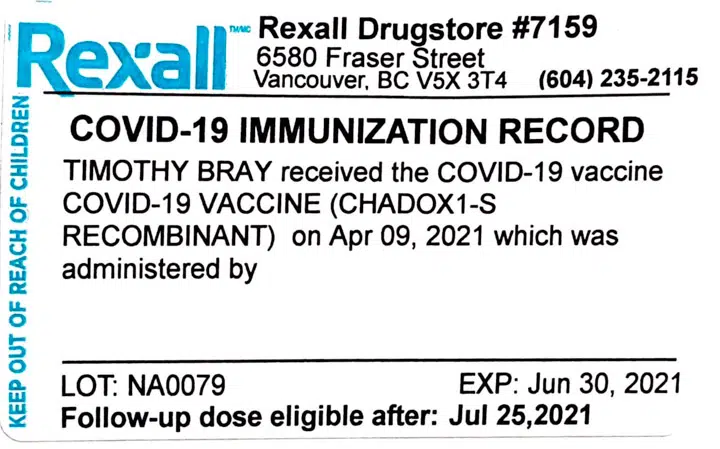 Rexall™/MC
Rexall Drugstore #7159
6580 Fraser Street
Vancouver, BC V5X 3T4 (604) 235-2115
KEEP OUT OF REACH OF CHILDREN
COVID-19 IMMUNIZATION RECORD
TIMOTHY BRAY received the COVID-19 vaccine
COVID-19 VACCINE (CHADOX1-S
RECOMBINANT) on Apr 09, 2021 which was
administered by
LOT: NA0079 EXP: Jun 30, 2021
Follow-up dose eligible after: Jul 25,2021